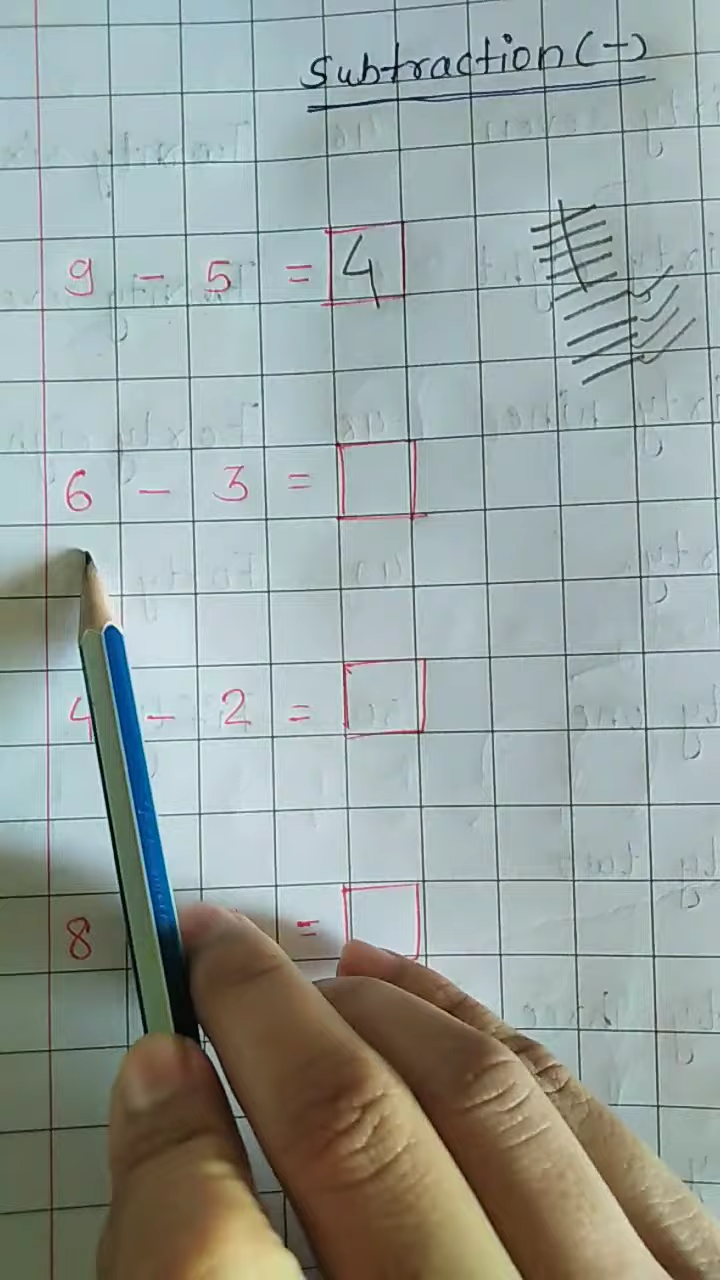 Subtraction (-)
9 - 5 = 4
6 - 3 =
4 - 2 =
8 =